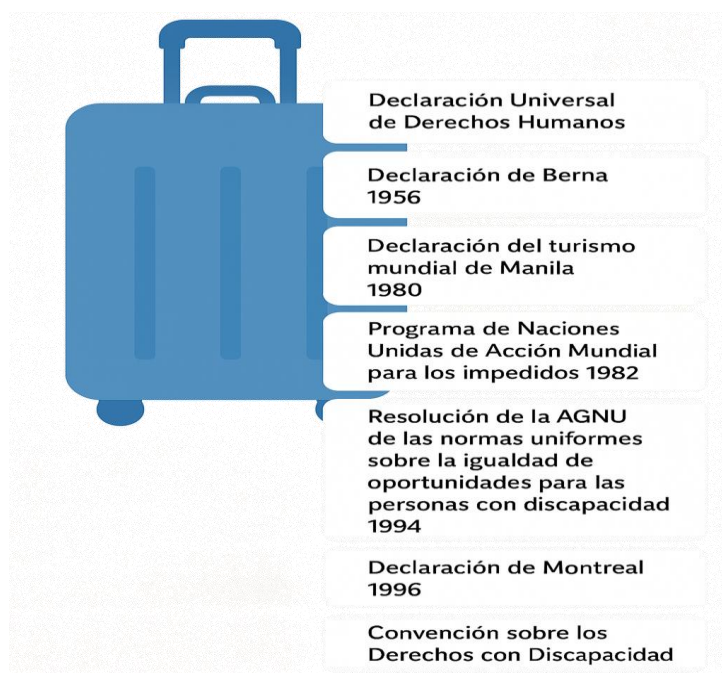 Declaración Universal
de Derechos Humanos
Declaración de Berna
1956
Declaración del turismo
mundial de Manila
1980
Programa de Naciones
Unidas de Acción Mundial
para los impedidos 1982
Resolución de la AGNU
de las normas uniformes
sobre la igualdad de
oportunidades para las
personas con discapacidad
1994
Declaración de Montreal
1996
Convención sobre los
Derechos con Discapacidad